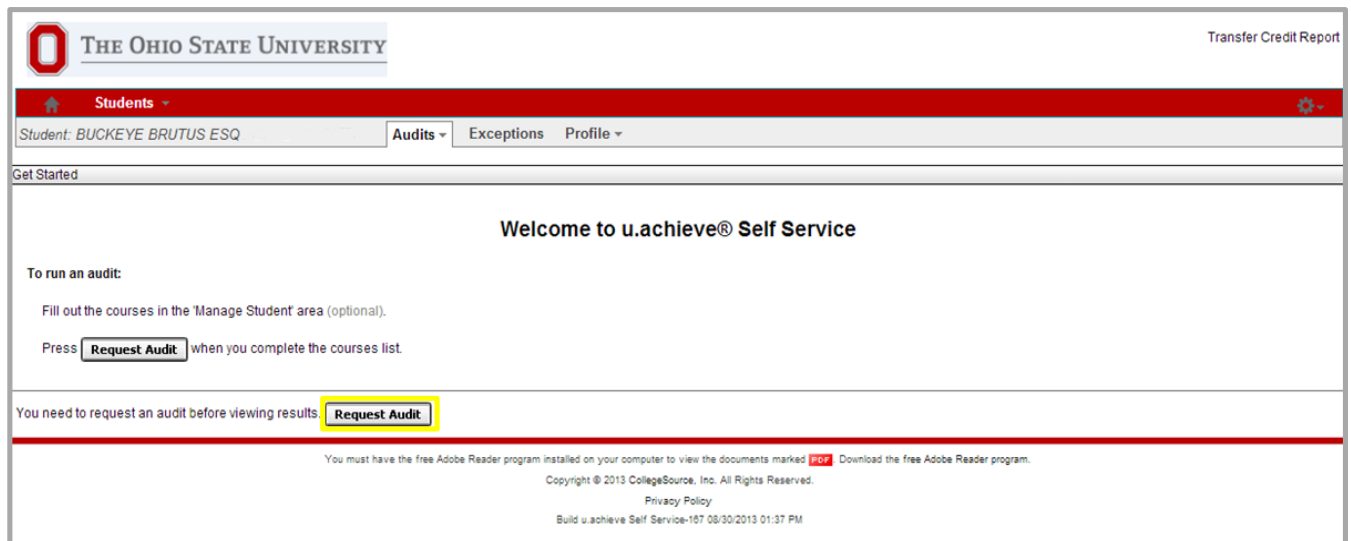 THE OHIO STATE UNIVERSITY
Transfer Credit Report
Students
Student: BUCKEYE BRUTUS ESQ
Audits Exceptions Profile
Get Started
Welcome to u.achieve® Self Service
To run an audit:
Fill out the courses in the 'Manage Student' area (optional).
Press Request Audit when you complete the courses list.
You need to request an audit before viewing results. Request Audit
You must have the free Adobe Reader program installed on your computer to view the documents marked PDF. Download the free Adobe Reader program.
Copyright © 2013 CollegeSource, Inc. All Rights Reserved.
Privacy Policy
Build u.achieve Self Service-167 08/30/2013 01:37 PM